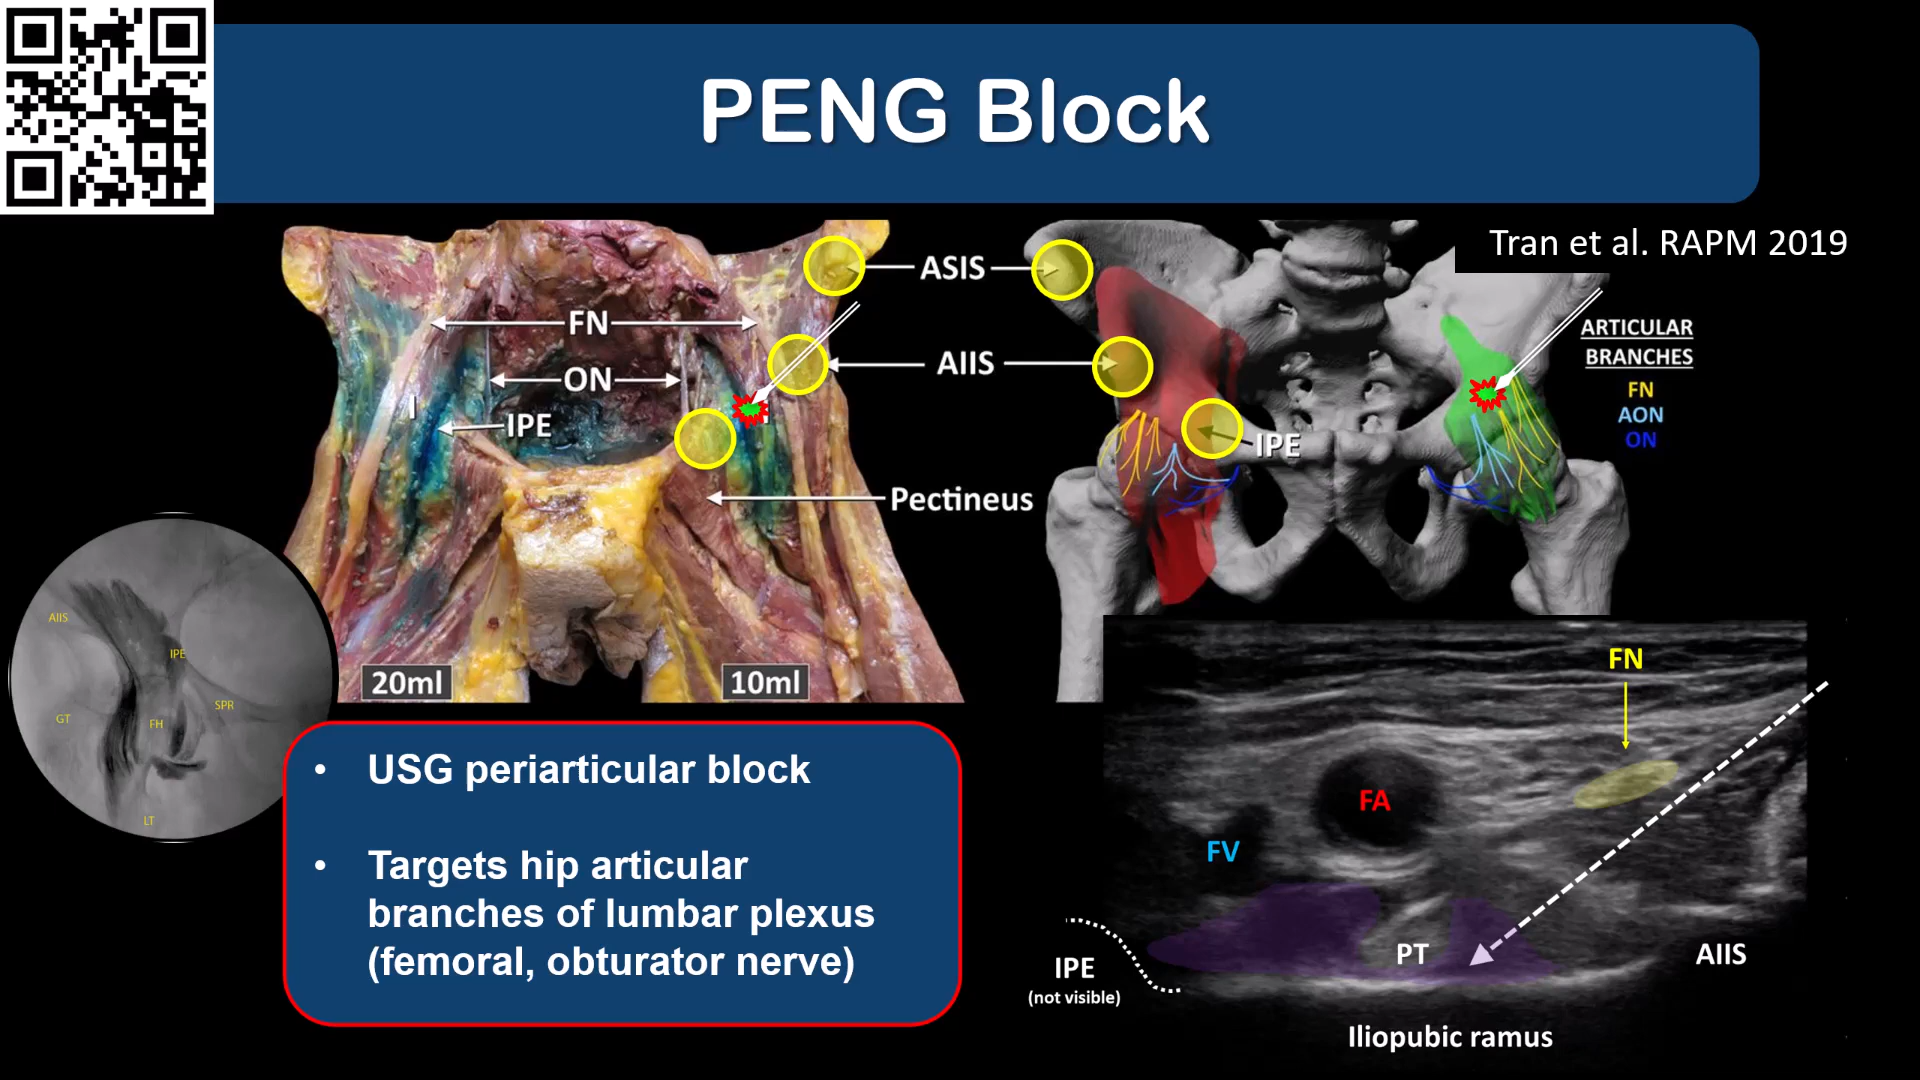 PENG Block
Tran et al. RAPM 2019
ASIS
FN
AIIS
ON
I
IPE
Pectineus
20ml
10ml
IPE
ARTICULAR
BRANCHES
FN
AON
ON
AIIS
IPE
SPR
GT
FH
LT
• USG periarticular block
• Targets hip articular
branches of lumbar plexus
(femoral, obturator nerve)
FN
FA
FV
PT
AIIS
IPE
(not visible)
Iliopubic ramus